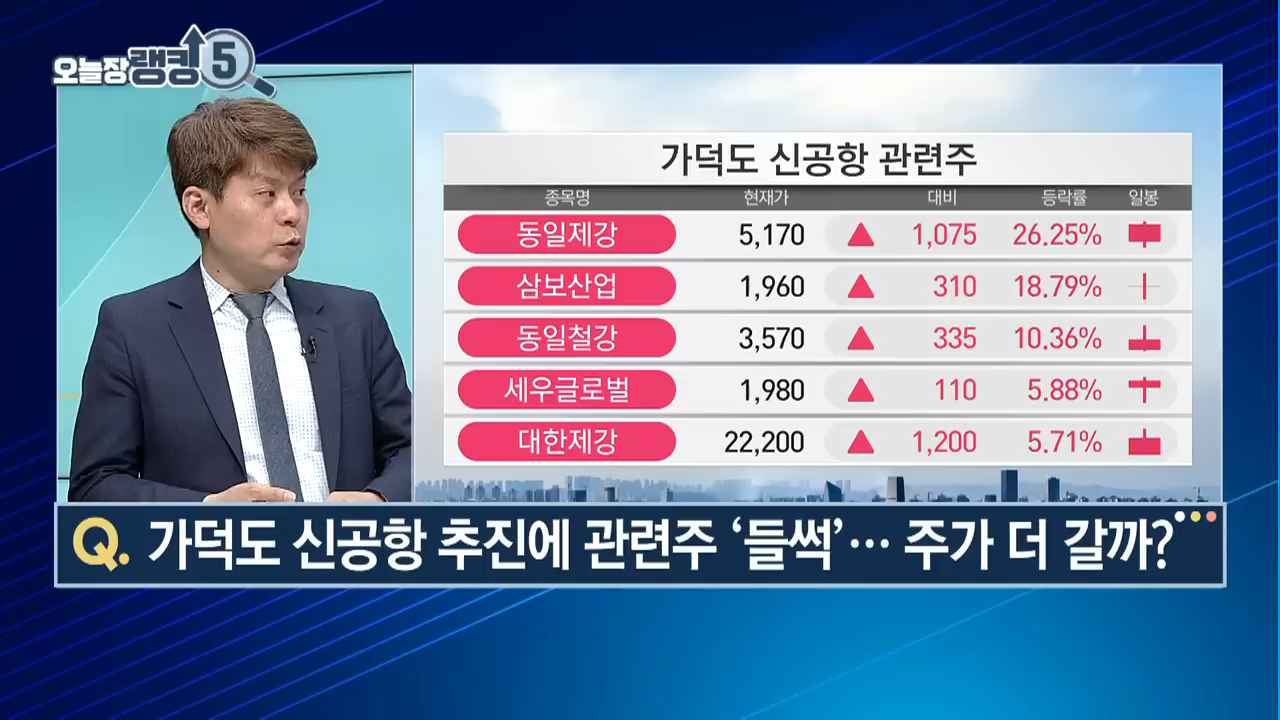 오늘장 랭킹 5
가덕도 신공항 관련주
종목명 현재가 대비 등락률 일봉
동일제강 5,170 ▲ 1,075 26.25%
삼보산업 1,960 ▲ 310 18.79%
동일철강 3,570 ▲ 335 10.36%
세우글로벌 1,980 ▲ 110 5.88%
대한제강 22,200 ▲ 1,200 5.71%
Q. 가덕도 신공항 추진에 관련주 ‘들썩’… 주가 더 갈까?